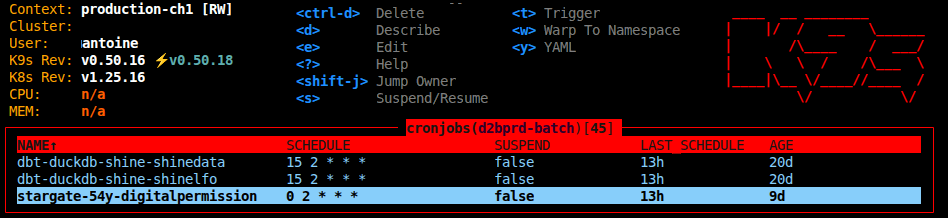 Context: production-ch1 [RW]
Cluster:
User: antoine
K9s Rev: v0.50.16 ⚡v0.50.18
K8s Rev: v1.25.16
CPU: n/a
MEM: n/a
<ctrl-d> Delete
<d> Describe
<e> Edit
<?> Help
<shift-j> Jump Owner
<s> Suspend/Resume
<t> Trigger
<w> Warp To Namespace
<y> YAML
cronjobs(d2bprd-batch)[45]
NAME↑ SCHEDULE SUSPEND LAST SCHEDULE AGE
dbt-duckdb-shine-shinedata 15 2 * * * false 13h 20d
dbt-duckdb-shine-shinelfo 15 2 * * * false 13h 20d
stargate-54y-digitalpermission 0 2 * * * false 13h 9d